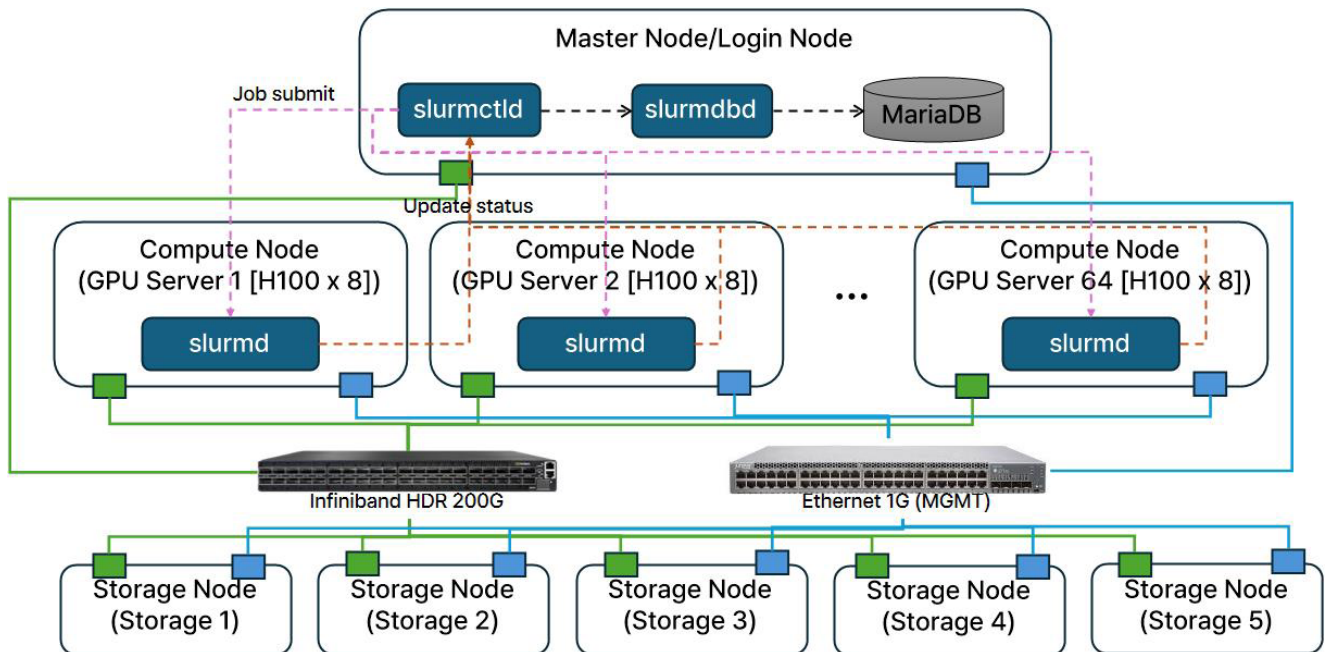 Master Node/Login Node
Job submit
slurmctld
slurmdbd
MariaDB
Update status
Compute Node
(GPU Server 1 [H100 x 8])
slurmd
Compute Node
(GPU Server 2 [H100 x 8])
slurmd
...
Compute Node
(GPU Server 64 [H100 x 8])
slurmd
Infiniband HDR 200G
Ethernet 1G (MGMT)
Storage Node
(Storage 1)
Storage Node
(Storage 2)
Storage Node
(Storage 3)
Storage Node
(Storage 4)
Storage Node
(Storage 5)